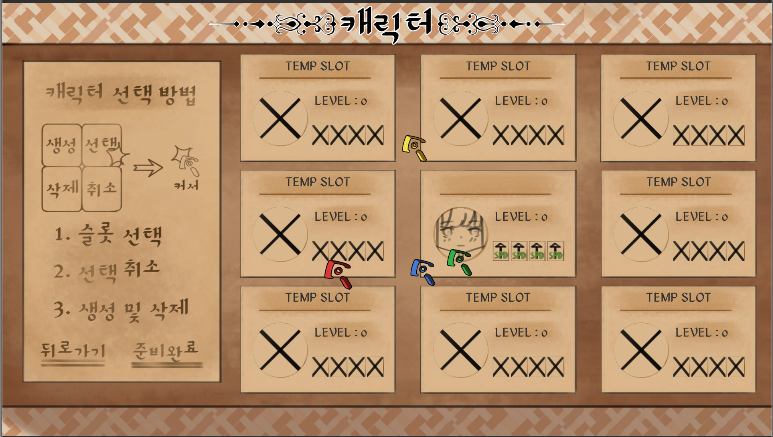 캐릭터
캐릭터 선택 방법
생성 선택
삭제 취소
커서
1. 슬롯 선택
2. 선택 취소
3. 생성 및 삭제
뒤로가기 준비완료
TEMP SLOT
LEVEL : 0
XXXX
TEMP SLOT
LEVEL : 0
XXXX
TEMP SLOT
LEVEL : 0
XXXX
TEMP SLOT
LEVEL : 0
XXXX
LEVEL : 0
TEMP SLOT
LEVEL : 0
XXXX
TEMP SLOT
LEVEL : 0
XXXX
TEMP SLOT
LEVEL : 0
XXXX
TEMP SLOT
LEVEL : 0
XXXX